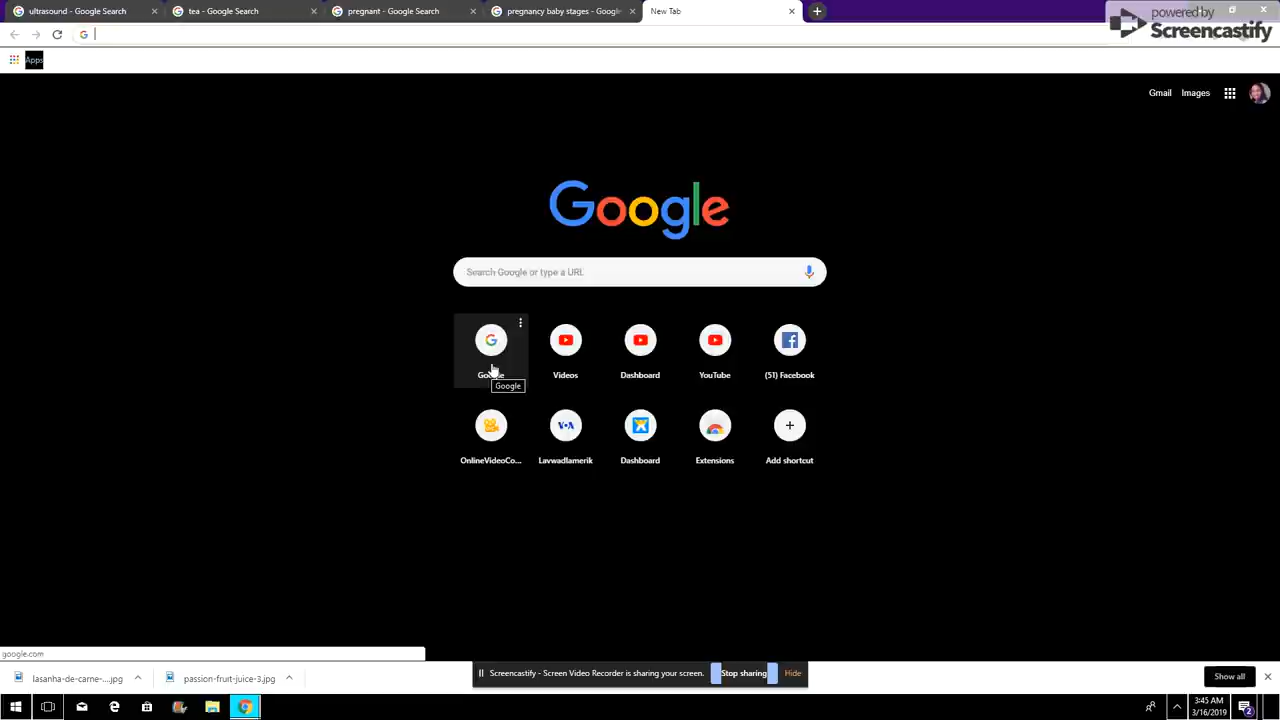 ultrasound - Google Search
tea - Google Search
pregnant - Google Search
pregnancy baby stages - Google
New Tab
powered by
Screencastify
Apps
Gmail
Images
Google
Search Google or type a URL
Google
Videos
Dashboard
YouTube
(51) Facebook
Google
OnlineVideoCo...
Lavwadlamerik
Dashboard
Extensions
Add shortcut
google.com
lasanha-de-carne-....jpg
passion-fruit-juice-3.jpg
Screencastify - Screen Video Recorder is sharing your screen.
Stop sharing
Hide
Show all
3:45 AM
3/16/2019
2